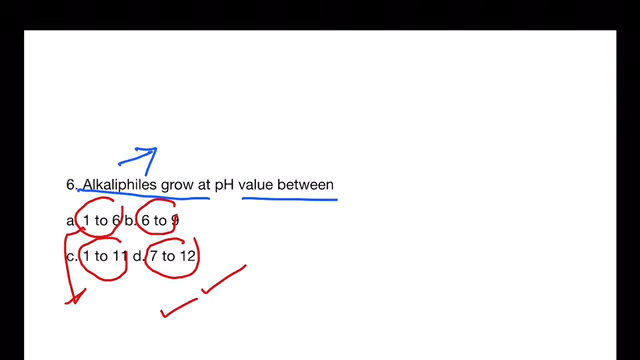 6. Alkaliphiles grow at pH value between
a 1 to 6 b. 6 to 9
c. 1 to 11 d. 7 to 12